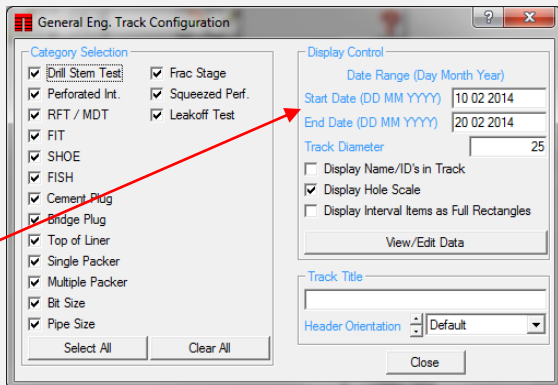 General Eng. Track Configuration
Category Selection
Drill Stem Test
Perforated Int.
RFT / MDT
FIT
SHOE
FISH
Cement Plug
Bridge Plug
Top of Liner
Single Packer
Multiple Packer
Bit Size
Pipe Size
Frac Stage
Squeezed Perf.
Leakoff Test
Select All
Clear All
Display Control
Date Range (Day Month Year)
Start Date (DD MM YYYY) 10 02 2014
End Date (DD MM YYYY) 20 02 2014
Track Diameter 25
Display Name/ID's in Track
Display Hole Scale
Display Interval Items as Full Rectangles
View/Edit Data
Track Title
Header Orientation Default
Close